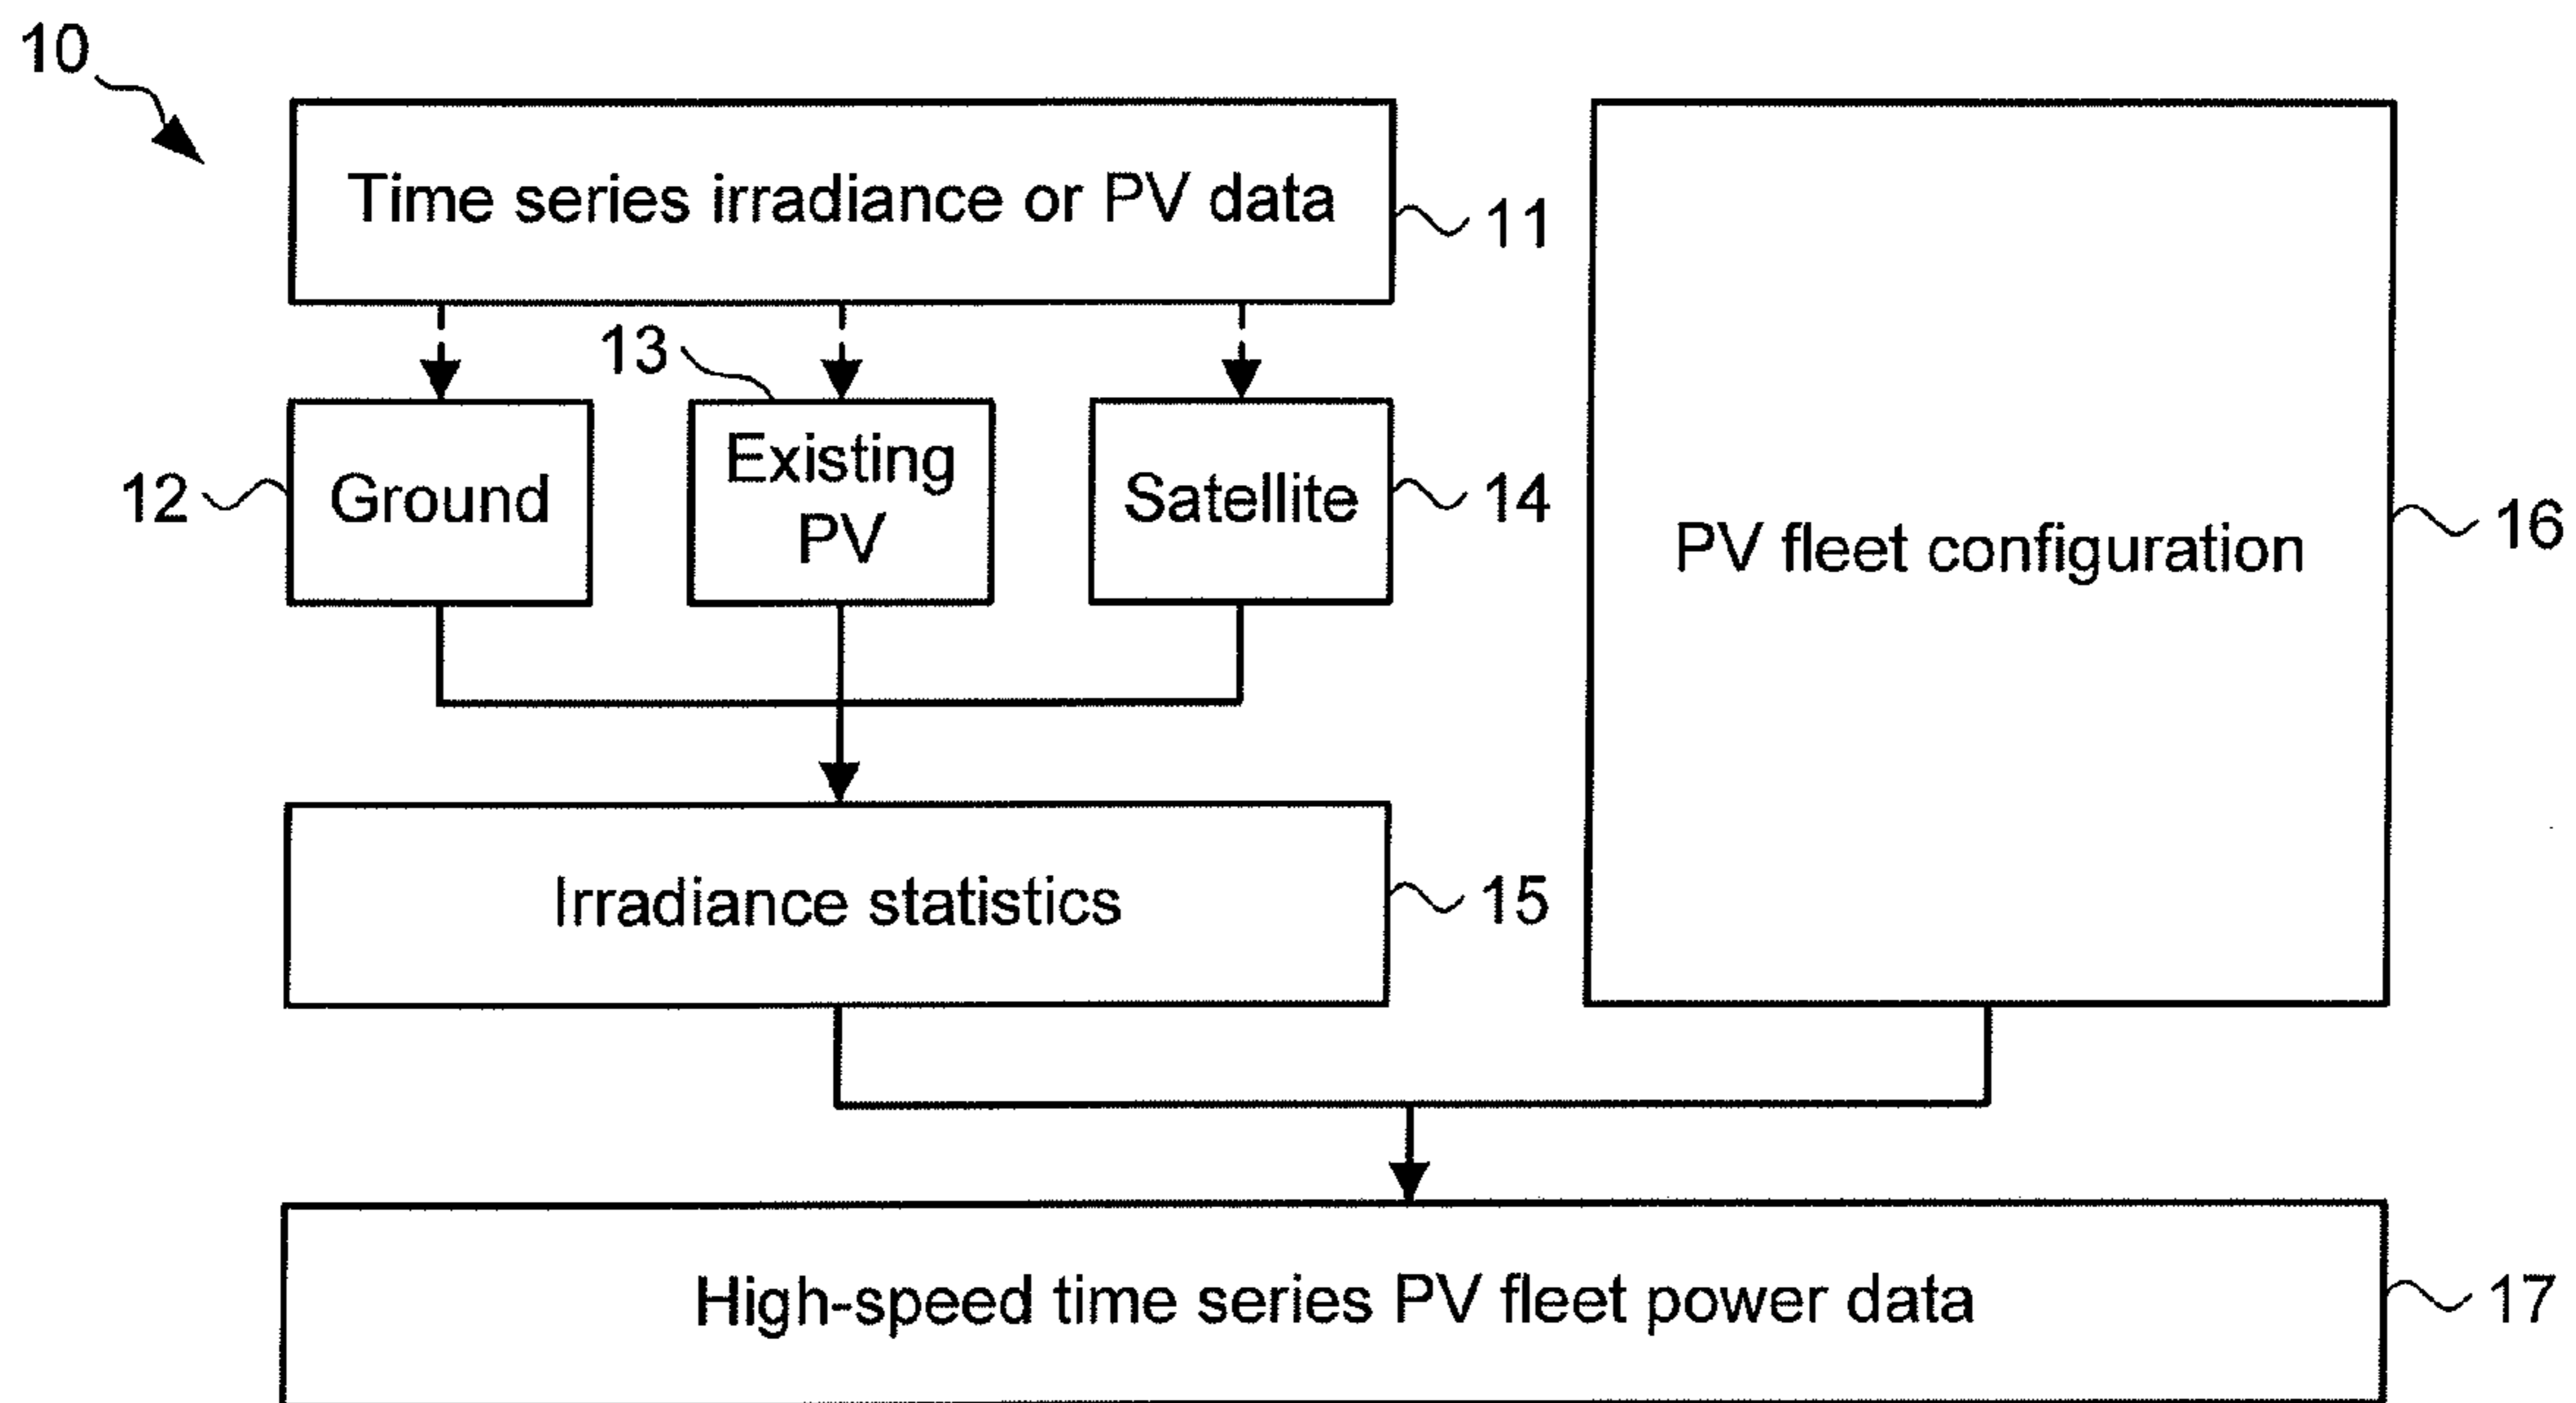 10
Time series irradiance or PV data
11
13
12
Ground
Existing
PV
Satellite
14
PV fleet configuration
16
Irradiance statistics
15
High-speed time series PV fleet power data
17